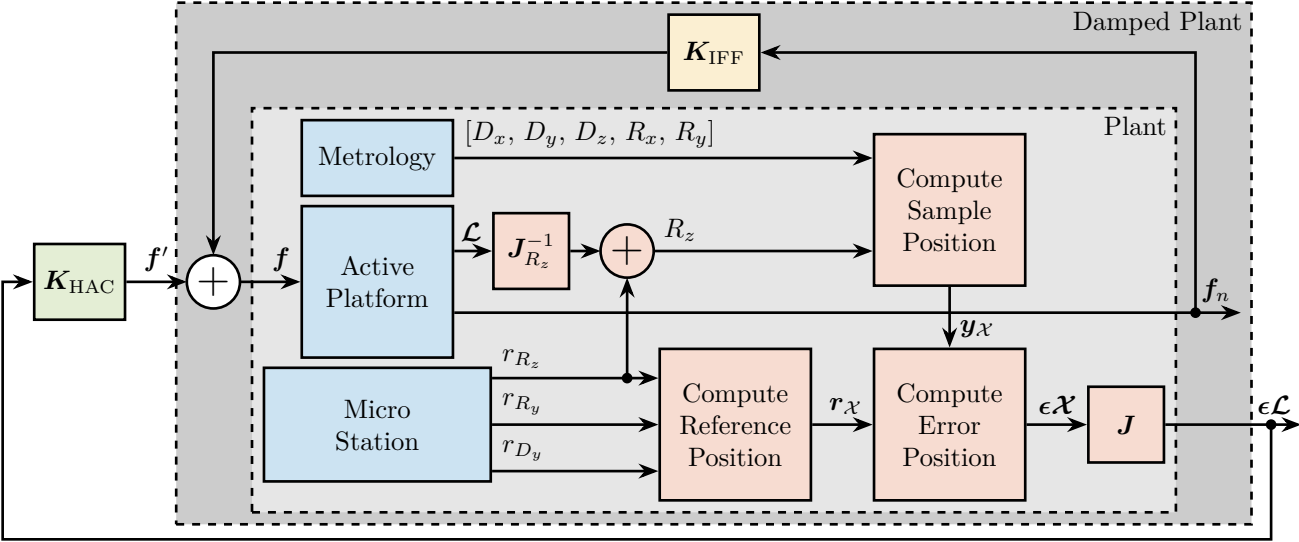 Damped Plant
K_IFF
Plant
Metrology
[D_x, D_y, D_z, R_x, R_y]
Compute
Sample
Position
K_HAC
f′
+
f
Active
Platform
𝓛
J_{R_z}^{-1}
+
R_z
f_n
y_𝒳
Micro
Station
r_{R_z}
r_{R_y}
r_{D_y}
Compute
Reference
Position
r_𝒳
Compute
Error
Position
ϵ𝒳
J
ϵ𝓛